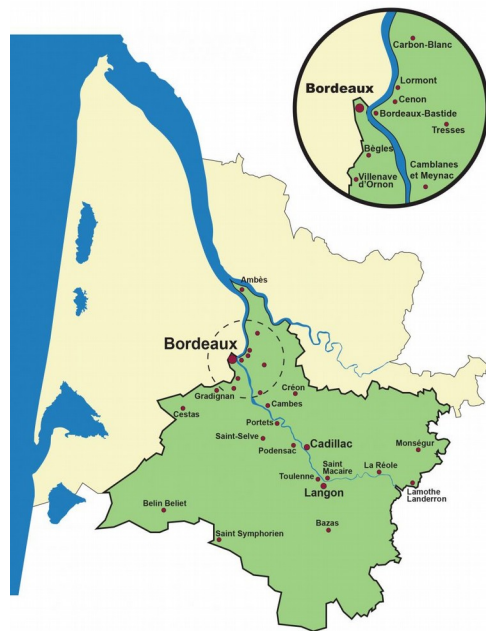 Carbon-Blanc
Lormont
Bordeaux
Cenon
Bordeaux-Bastide
Tresses
Bègles
Camblanes
et Meynac
Villenave
d'Ornon
Ambès
Bordeaux
Créon
Gradignan
Cambes
Cestas
Portets
Saint-Selve
Cadillac
Monségur
Podensac
Saint
Macaire
La Réole
Toulenne
Langon
Lamothe
Landerron
Belin Beliet
Bazas
Saint Symphorien